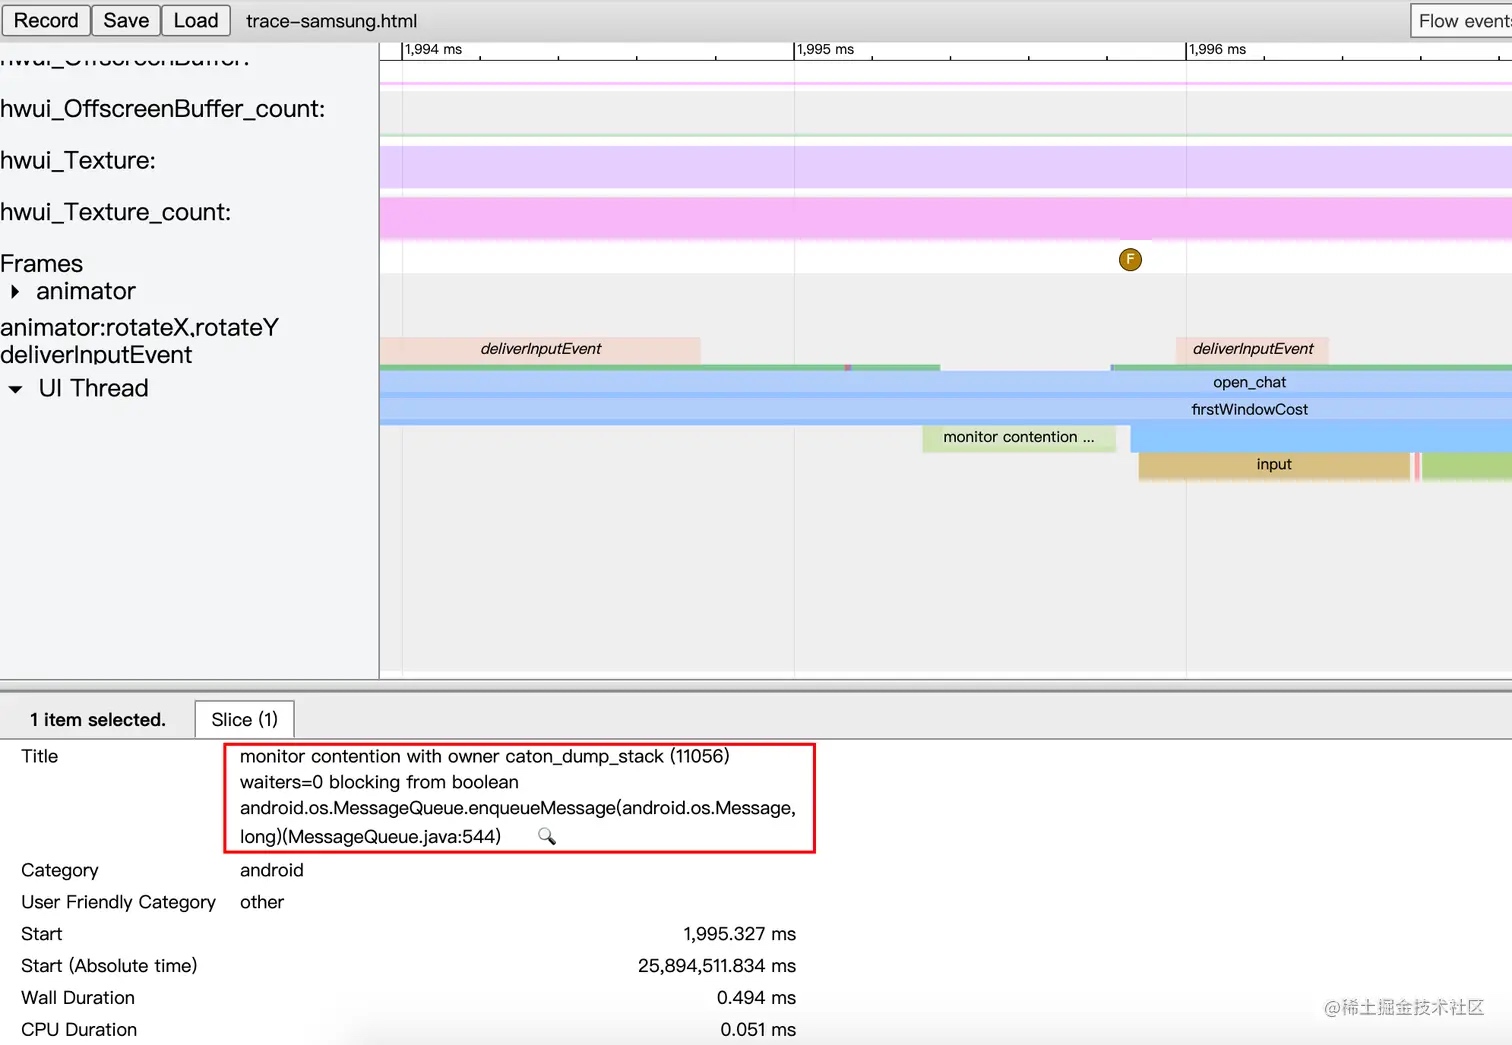 Record Save Load trace-samsung.html Flow event
1,994 ms 1,995 ms 1,996 ms
hwui_OffscreenBuffer:
hwui_OffscreenBuffer_count:
hwui_Texture:
hwui_Texture_count:
Frames
F
animator
animator:rotateX,rotateY
deliverInputEvent
deliverInputEvent deliverInputEvent
UI Thread
open_chat
firstWindowCost
monitor contention ...
input
1 item selected. Slice (1)
Title
monitor contention with owner caton_dump_stack (11056)
waiters=0 blocking from boolean
android.os.MessageQueue.enqueueMessage(android.os.Message,
long)(MessageQueue.java:544)
Category android
User Friendly Category other
Start 1,995.327 ms
Start (Absolute time) 25,894,511.834 ms
Wall Duration 0.494 ms
CPU Duration 0.051 ms
@稀土掘金技术社区